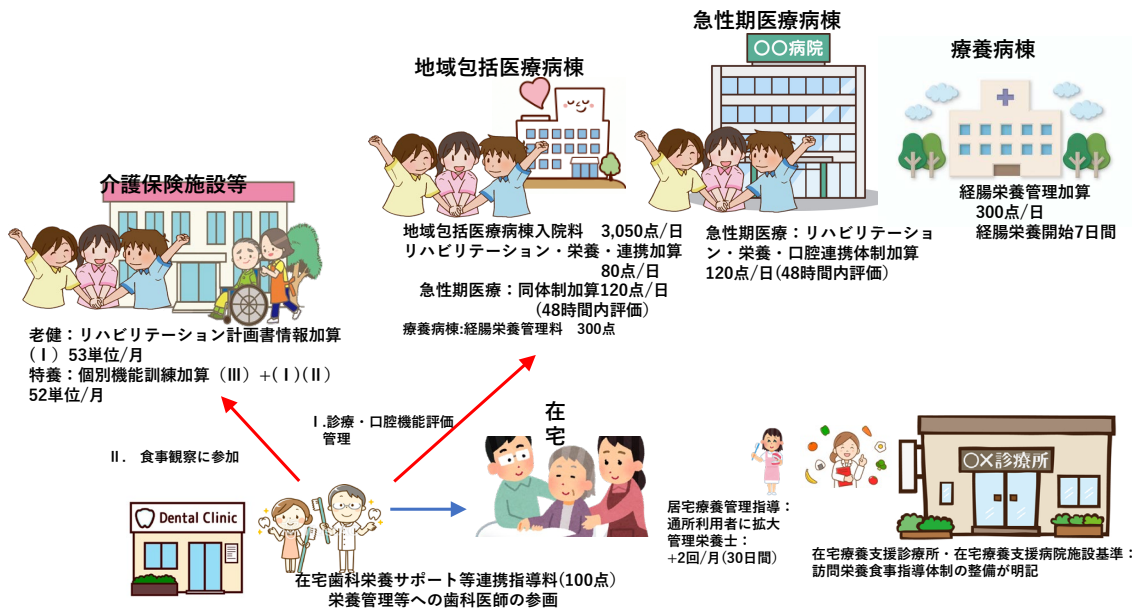 急性期医療病棟
〇〇病院
療養病棟
地域包括医療病棟
介護保険施設等
経腸栄養管理加算
300点/日
経腸栄養開始7日間
地域包括医療病棟入院料　3,050点/日
リハビリテーション・栄養・連携加算
80点/日
急性期医療：同体制加算120点/日
(48時間内評価)
療養病棟:経腸栄養管理料　300点
急性期医療：リハビリテーショ
ン・栄養・口腔連携体制加算
120点/日(48時間内評価)
老健：リハビリテーション計画書情報加算
(Ⅰ) 53単位/月
特養：個別機能訓練加算（Ⅲ）+(Ⅰ)(Ⅱ)
52単位/月
Ⅰ.診療・口腔機能評価
管理
Ⅱ.　食事観察に参加
在
宅
Dental Clinic
〇×診療所
居宅療養管理指導：
通所利用者に拡大
管理栄養士：
+2回/月(30日間)
在宅療養支援診療所・在宅療養支援病院施設基準：
訪問栄養食事指導体制の整備が明記
在宅歯科栄養サポート等連携指導料(100点)
栄養管理等への歯科医師の参画